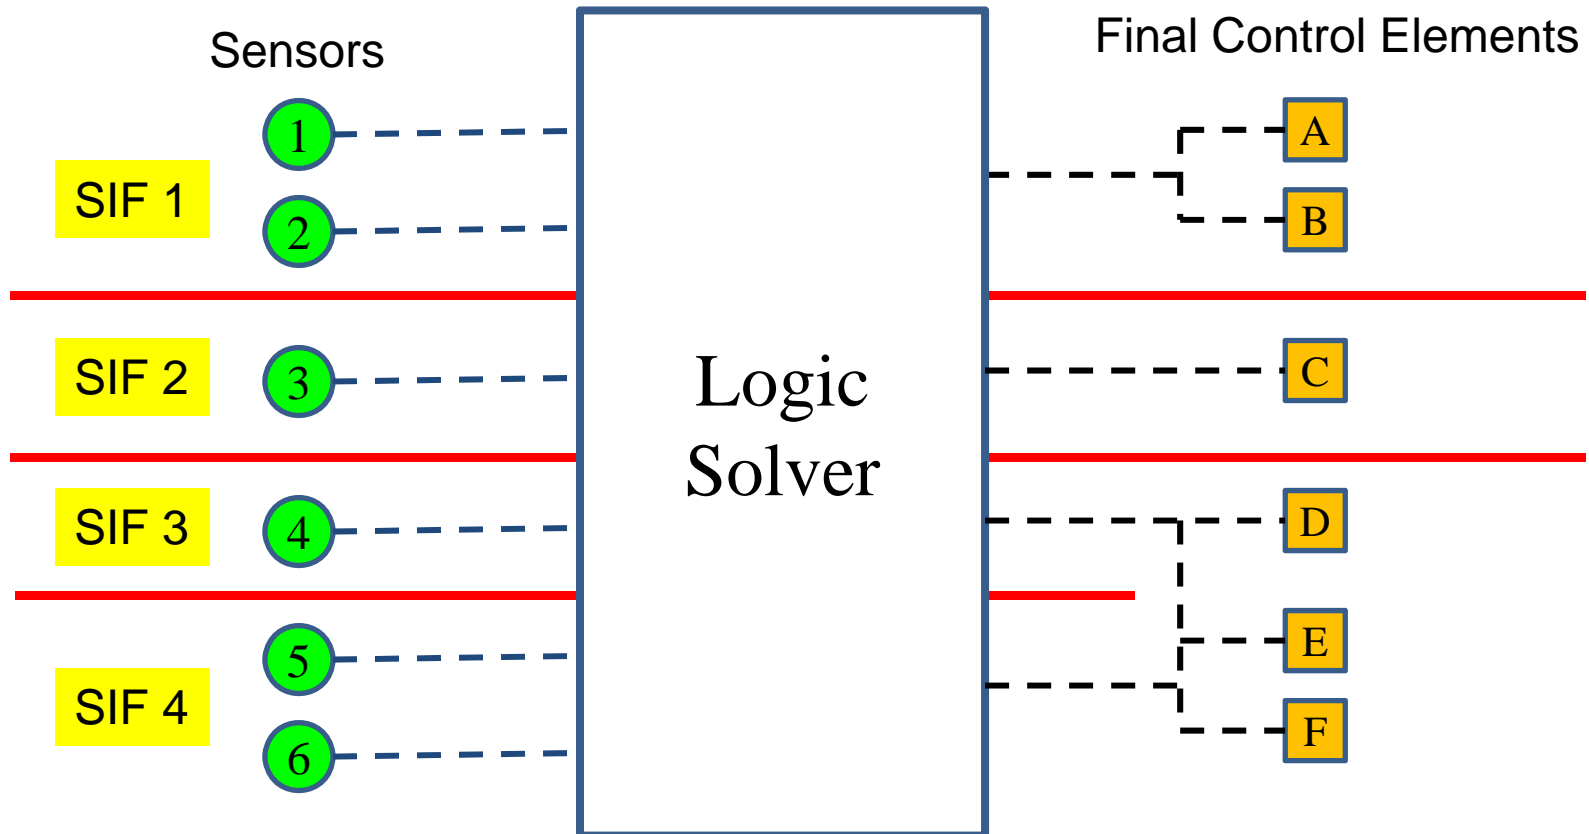 Sensors
Final Control Elements
1
A
SIF 1
2
B
SIF 2
3
Logic
Solver
C
SIF 3
4
D
5
E
SIF 4
6
F